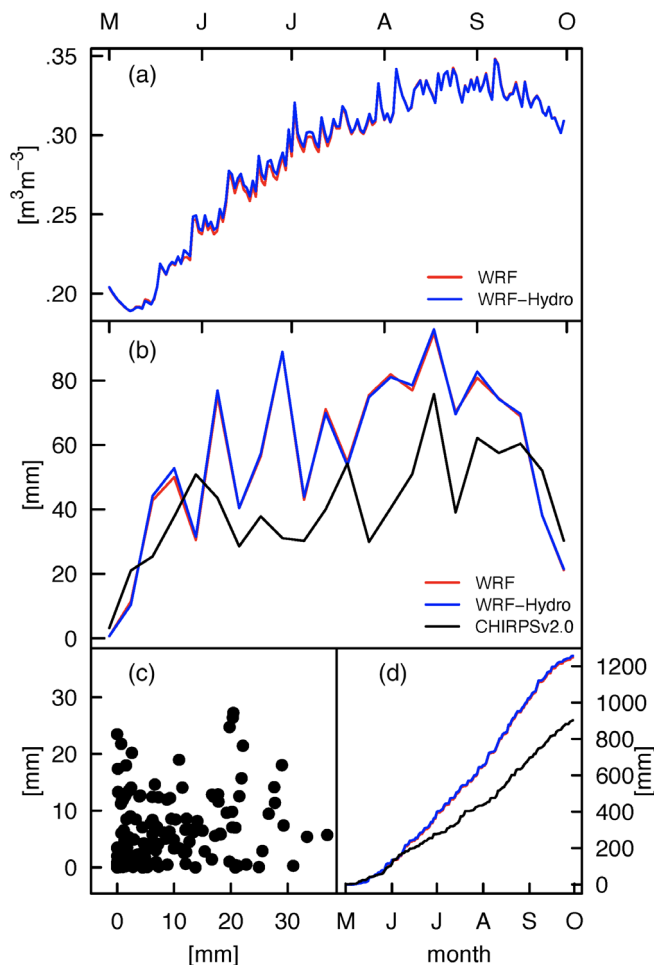 M J J A S O
.35
.30
.25
.20
[m³m⁻³]
(a)
WRF
WRF−Hydro
(b)
80
60
40
20
0
[mm]
WRF
WRF−Hydro
CHIRPSv2.0
(c)
30
20
10
0
[mm]
0 10 20 30
[mm]
(d)
1200
1000
800
600
400
200
0
[mm]
M J J A S O
month